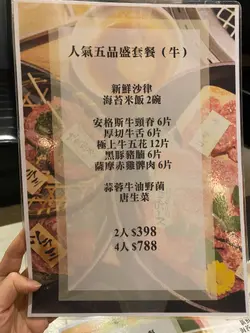 人氣五品盛套餐（牛）
新鮮沙律
海苔米飯 2碗
安格斯牛頸脊 6片
厚切牛舌 6片
極上牛五花 12片
黑豚豬腩 6片
薩摩赤雞髀肉 6片
蒜蓉牛油野菌
唐生菜
2人 $398
4人 $788